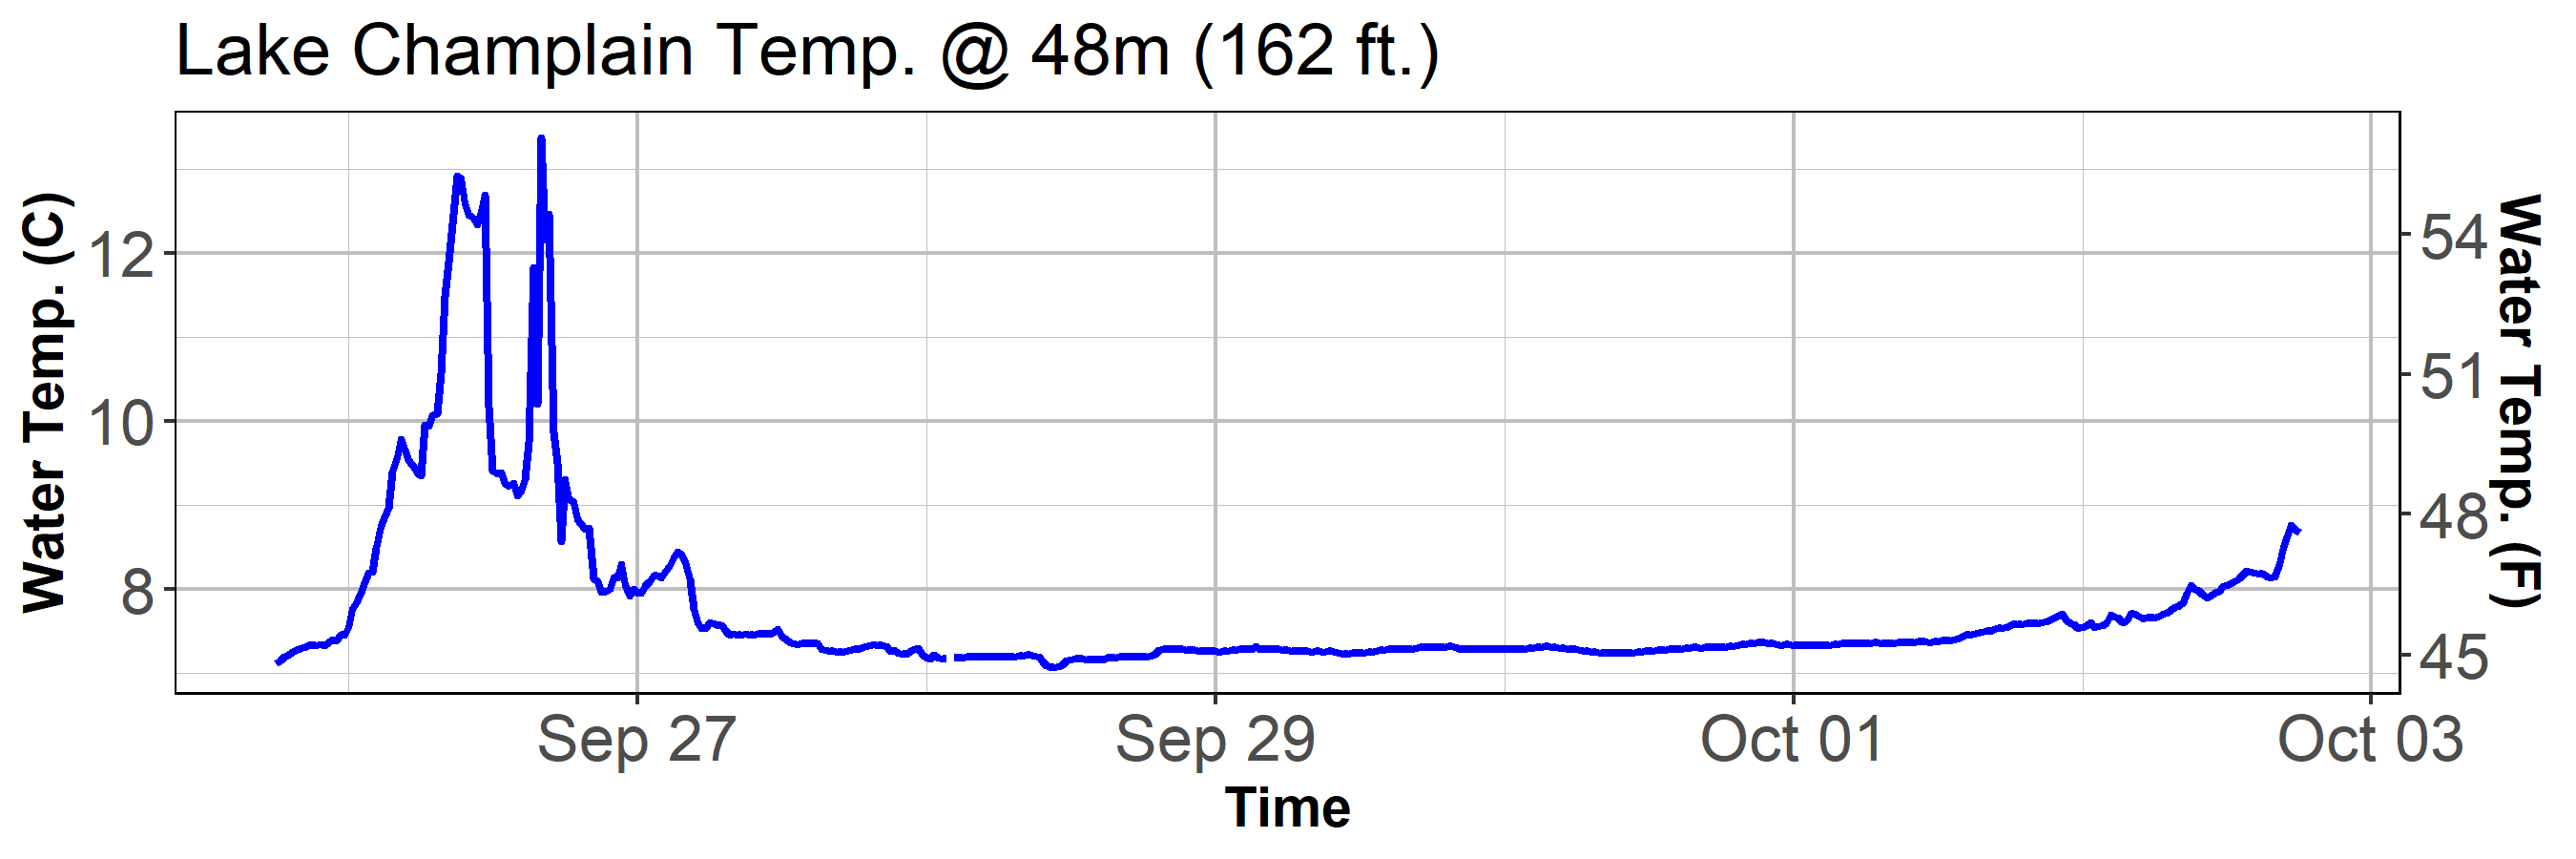 Lake Champlain Temp. @ 48m (162 ft.)
Water Temp. (C)
12
10
8
54
51
48
45
Water Temp. (F)
Sep 27
Sep 29
Oct 01
Oct 03
Time